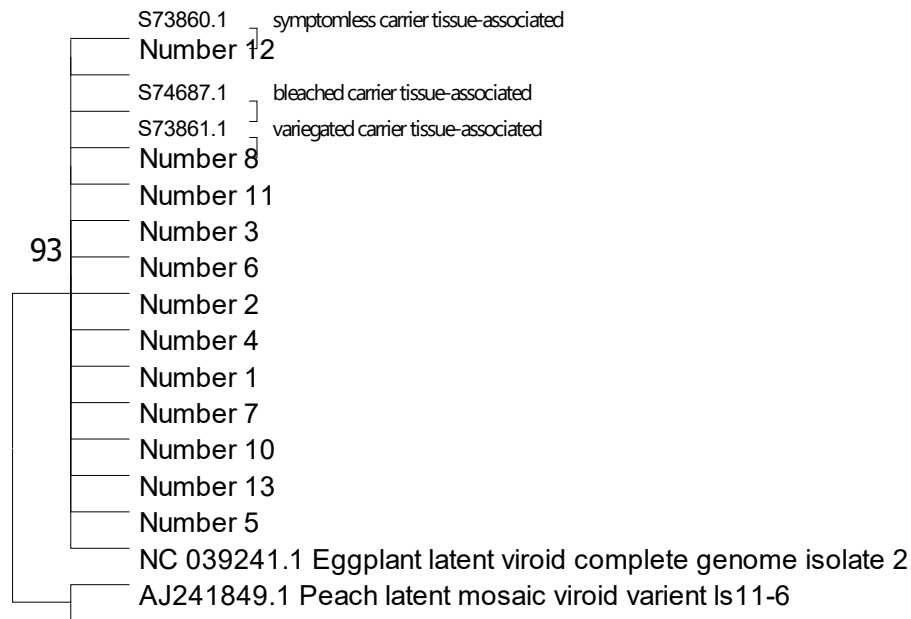 S73860.1 symptomless carrier tissue-associated
Number 12
S74687.1 bleached carrier tissue-associated
S73861.1 variegated carrier tissue-associated
Number 8
Number 11
Number 3
93
Number 6
Number 2
Number 4
Number 1
Number 7
Number 10
Number 13
Number 5
NC 039241.1 Eggplant latent viroid complete genome isolate 2
AJ241849.1 Peach latent mosaic viroid varient ls11-6